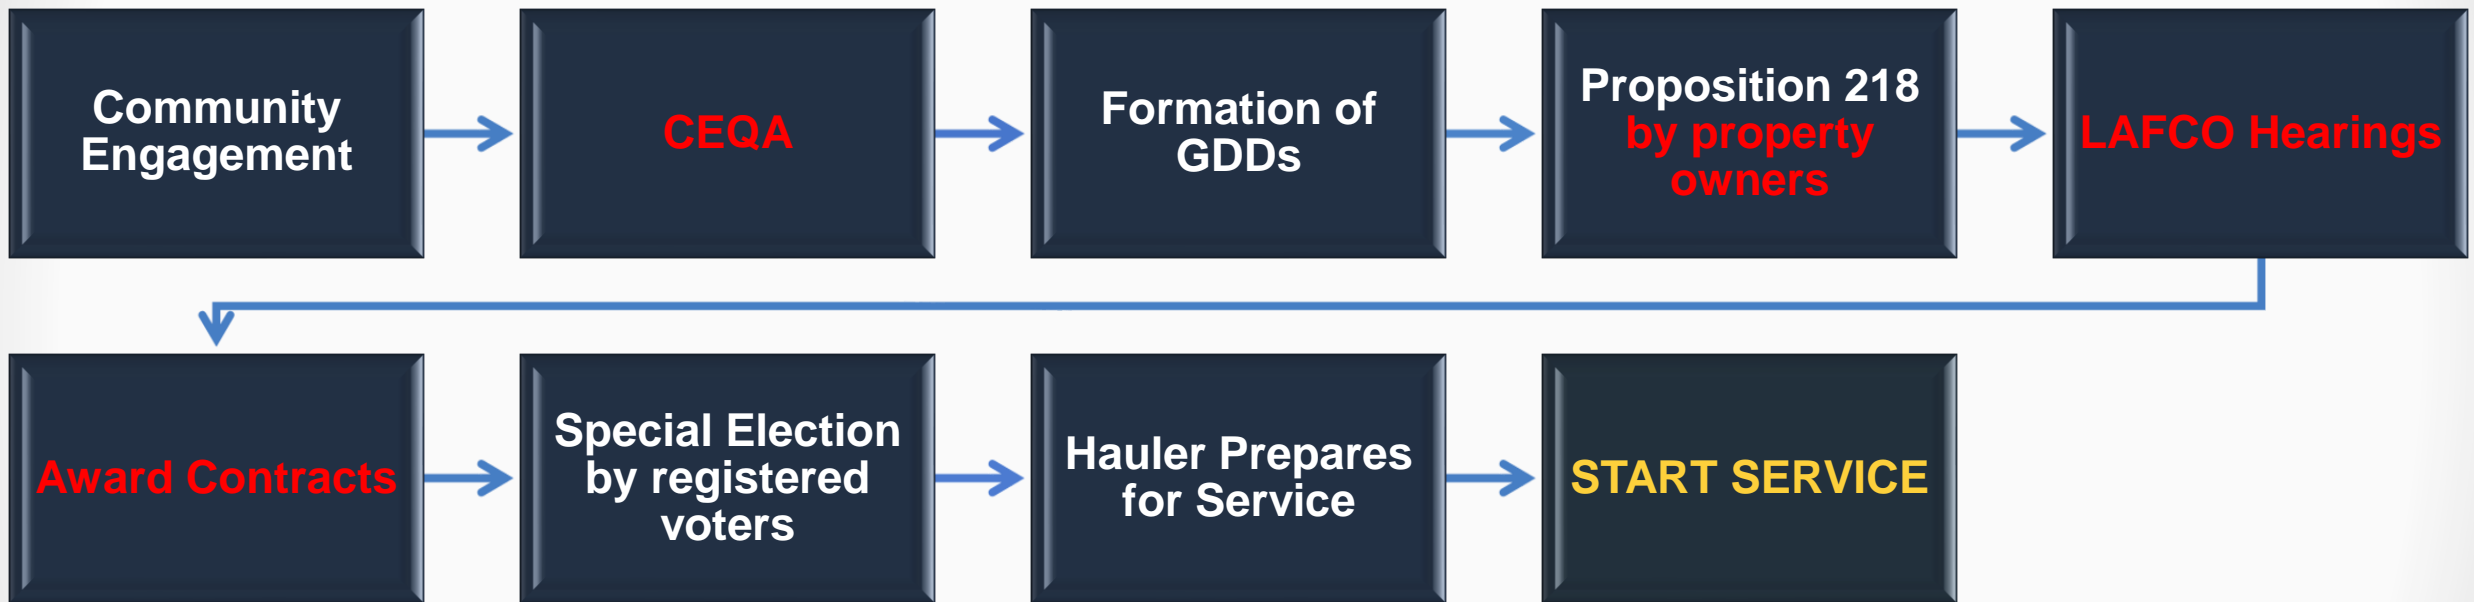 Community
Engagement
CEQA
Formation of
GDDs
Proposition 218
by property
owners
LAFCO Hearings
Award Contracts
Special Election
by registered
voters
Hauler Prepares
for Service
START SERVICE